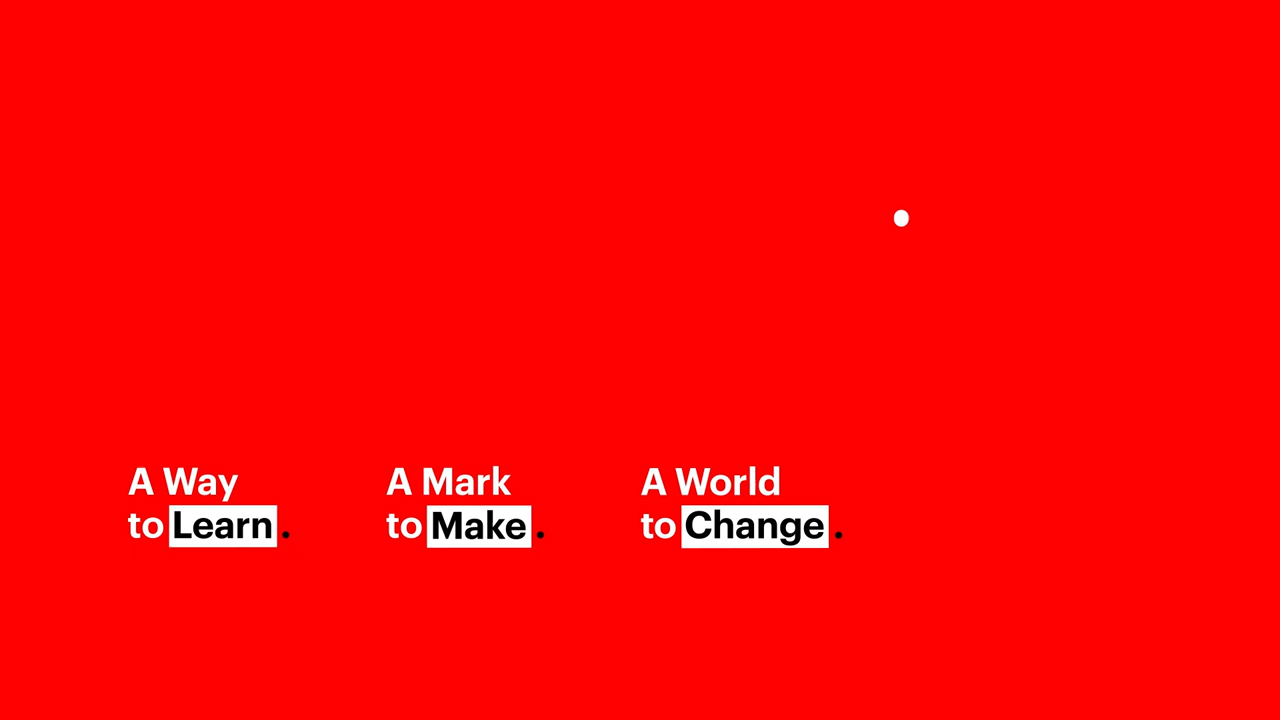 A Way
to Learn.
A Mark
to Make.
A World
to Change.